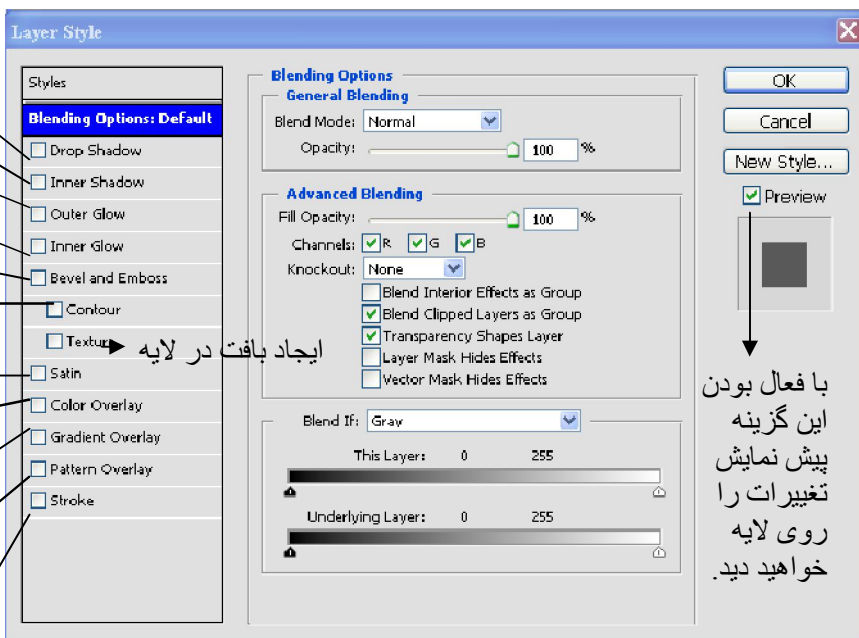 Layer Style
Styles
Blending Options: Default
Drop Shadow
Inner Shadow
Outer Glow
Inner Glow
Bevel and Emboss
Contour
Texture
ایجاد بافت در لایه
Satin
Color Overlay
Gradient Overlay
Pattern Overlay
Stroke
Blending Options
General Blending
Blend Mode: Normal
Opacity: 100 %
Advanced Blending
Fill Opacity: 100 %
Channels: R G B
Knockout: None
Blend Interior Effects as Group
Blend Clipped Layers as Group
Transparency Shapes Layer
Layer Mask Hides Effects
Vector Mask Hides Effects
Blend If: Gray
This Layer: 0 255
Underlying Layer: 0 255
OK
Cancel
New Style...
Preview
با فعال بودن
این گزینه
پیش نمایش
تغییرات را
روی لایه
خواهید دید.